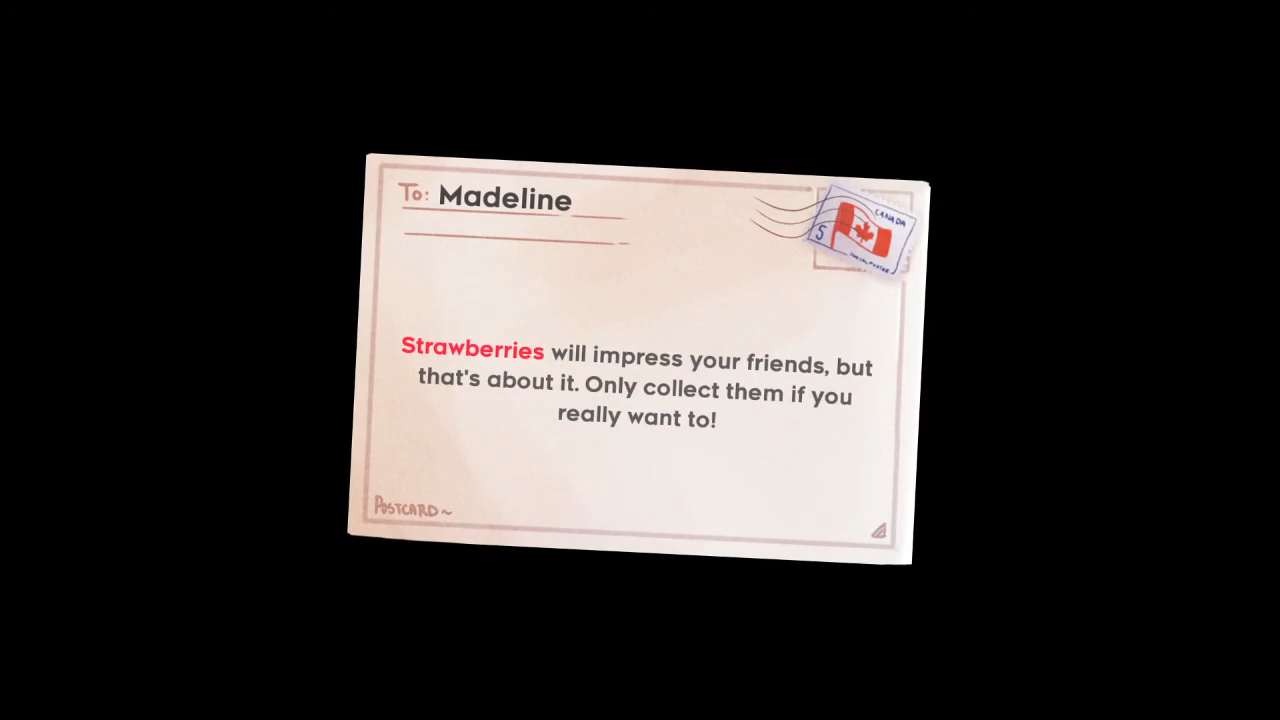 To: Madeline
CANADA
5
Strawberries will impress your friends, but
that's about it. Only collect them if you
really want to!
POSTCARD~